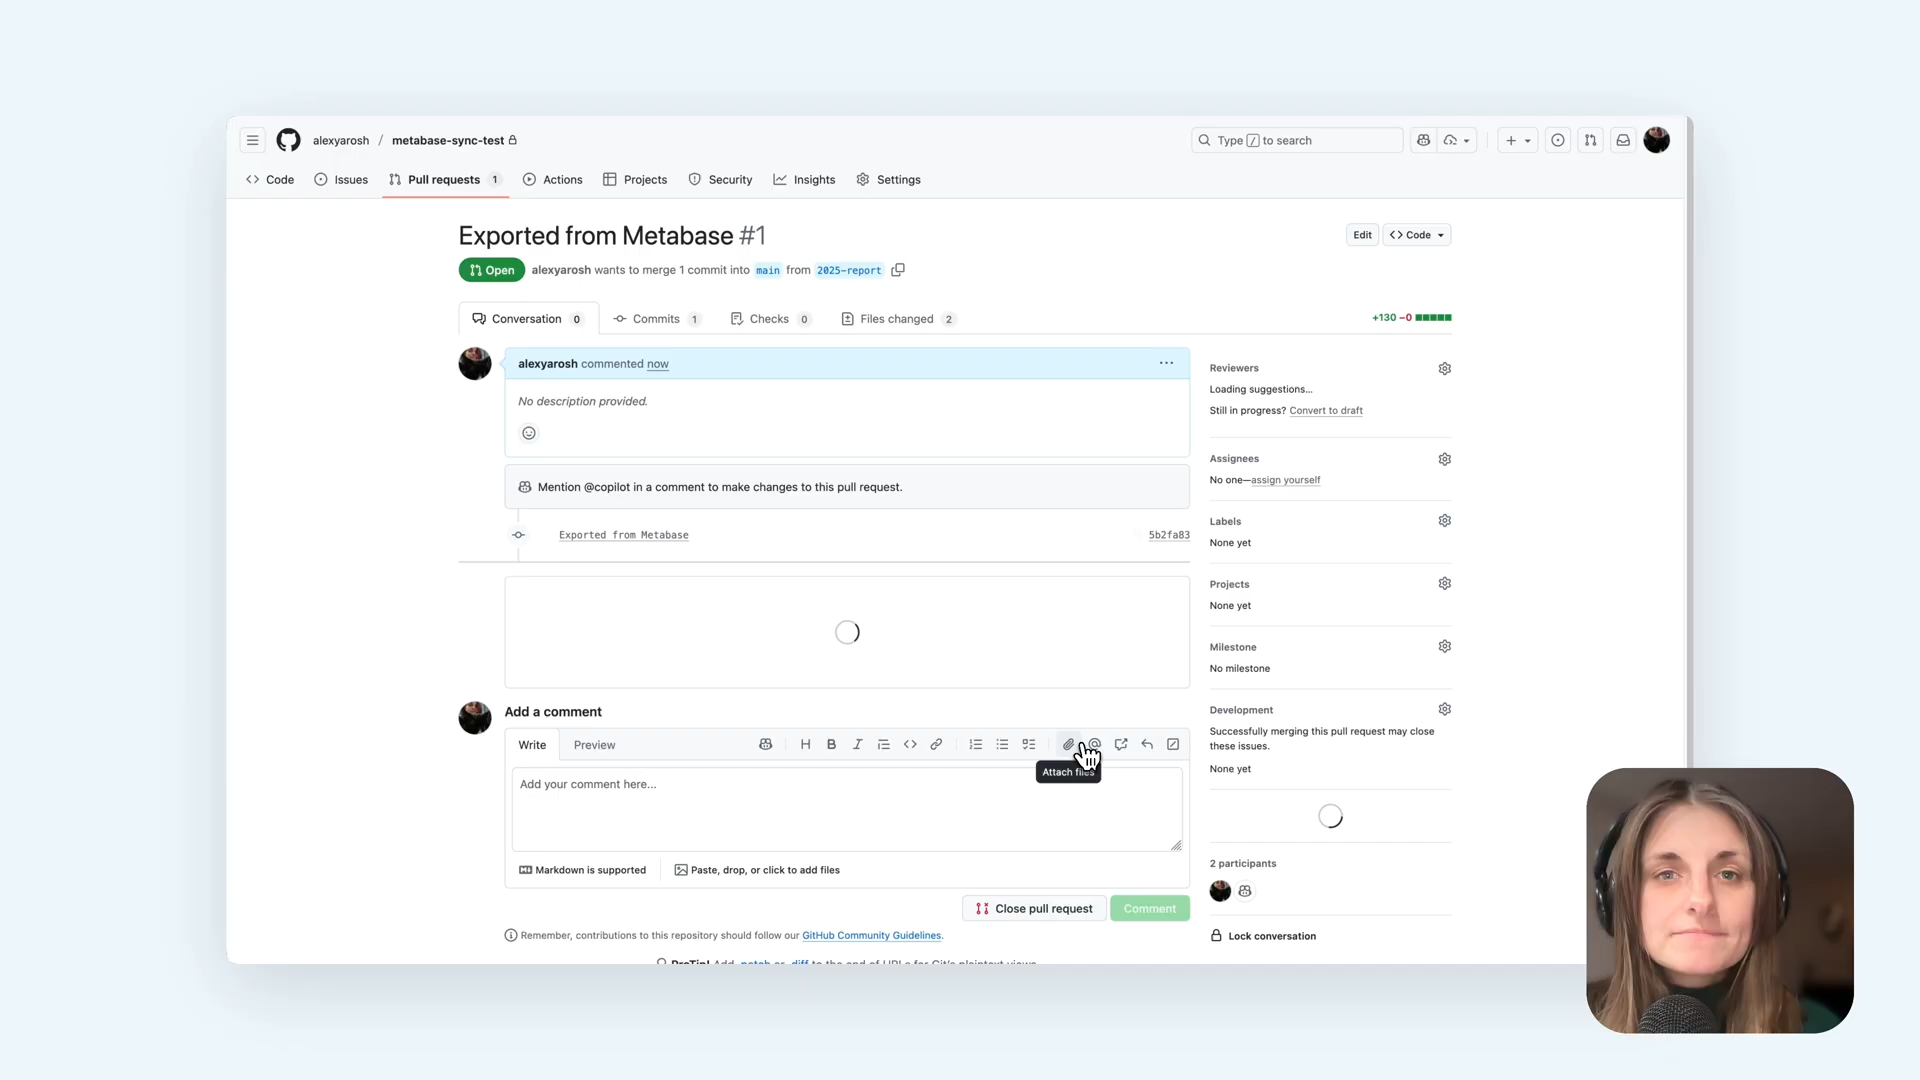 alexyarosh / metabase-sync-test
Type / to search
Code
Issues
Pull requests 1
Actions
Projects
Security
Insights
Settings
Exported from Metabase #1
Edit
Code
Open
alexyarosh wants to merge 1 commit into main from 2025-report
Conversation 0
Commits 1
Checks 0
Files changed 2
+130 −0
alexyarosh commented now
No description provided.
Mention @copilot in a comment to make changes to this pull request.
Exported from Metabase
5b2fa83
Reviewers
Loading suggestions...
Still in progress? Convert to draft
Assignees
No one—assign yourself
Labels
None yet
Projects
None yet
Milestone
No milestone
Development
Successfully merging this pull request may close
these issues.
None yet
2 participants
Lock conversation
Add a comment
Write
Preview
Attach files
Add your comment here...
Markdown is supported
Paste, drop, or click to add files
Close pull request
Comment
Remember, contributions to this repository should follow our GitHub Community Guidelines.
ProTip! Add .patch or .diff to the end of URLs for Git's plaintext views.